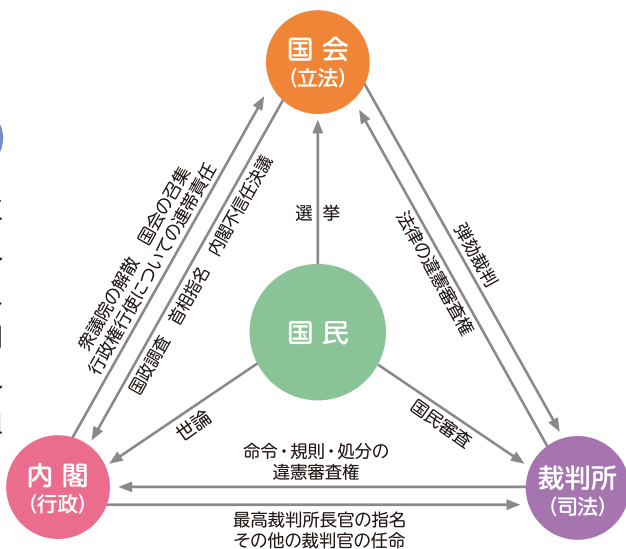 国会
(立法)
衆議院の解散　国会の召集
行政権行使についての連帯責任
国政調査　首相指名　内閣不信任決議
選挙
弾劾裁判
法律の違憲審査権
国民
世論
国民審査
内閣
(行政)
命令・規則・処分の
違憲審査権
裁判所
(司法)
最高裁判所長官の指名
その他の裁判官の任命